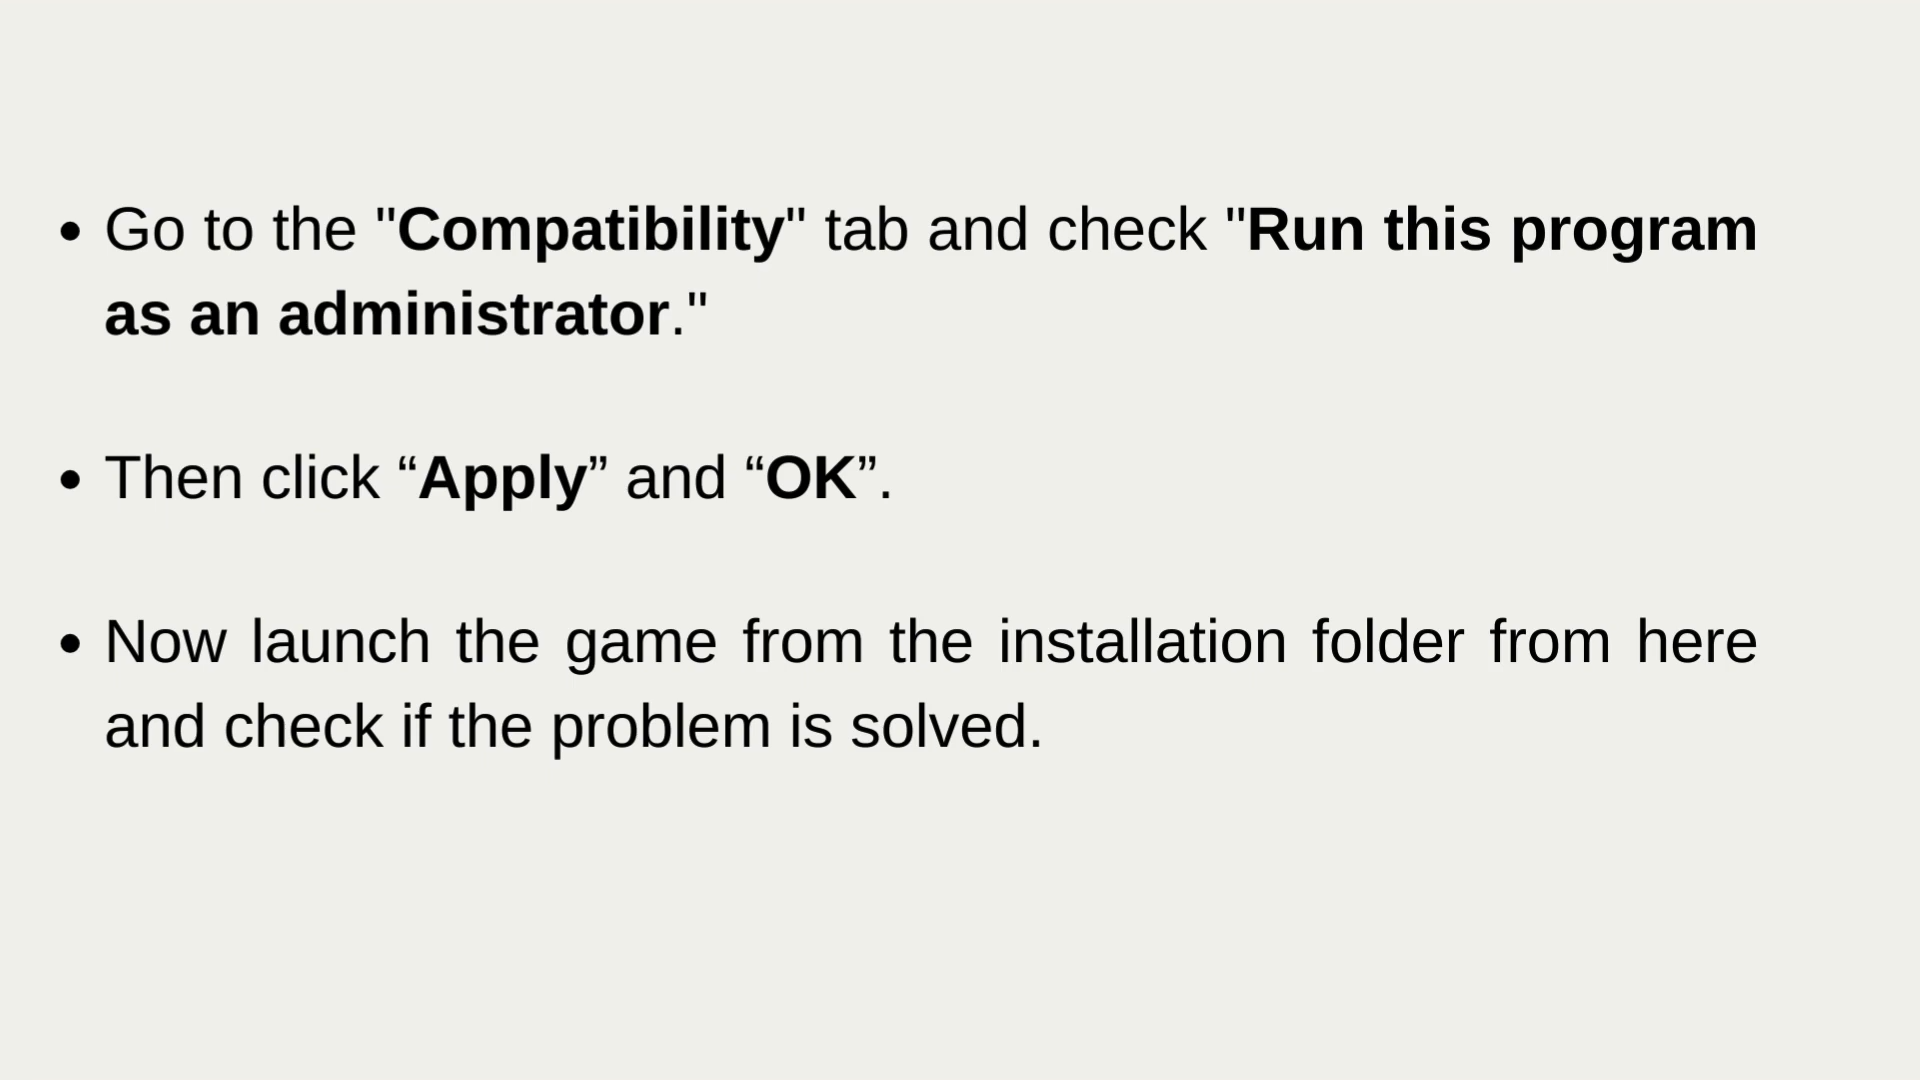 • Go to the "Compatibility" tab and check "Run this program
as an administrator."
• Then click “Apply” and “OK”.
• Now launch the game from the installation folder from here
and check if the problem is solved.